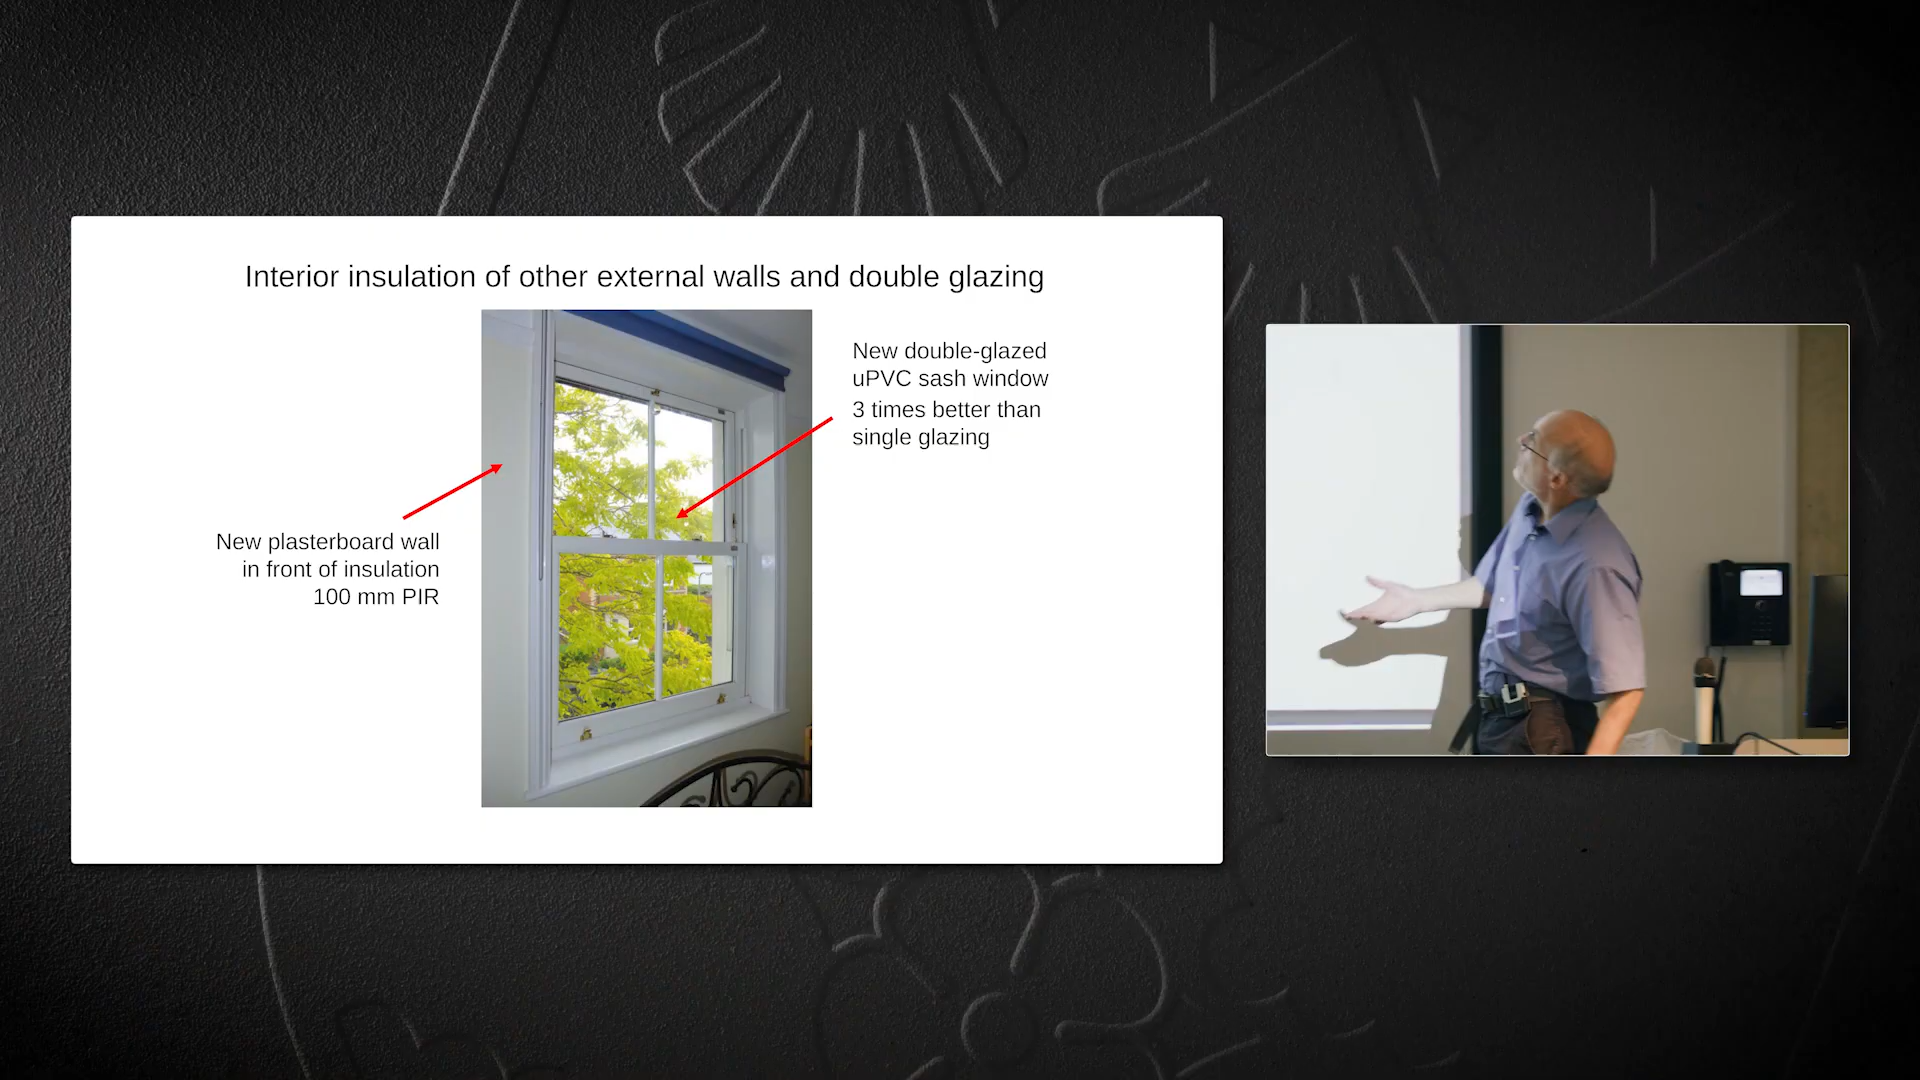 Interior insulation of other external walls and double glazing
New double-glazed
uPVC sash window
3 times better than
single glazing
New plasterboard wall
in front of insulation
100 mm PIR